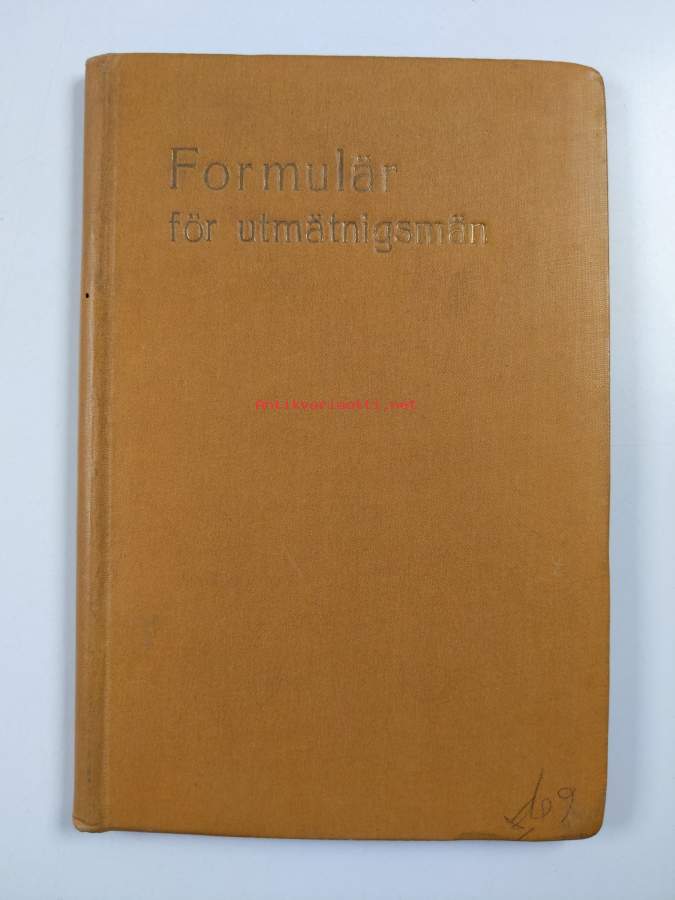 Formulär
för utmätnigsmän
Antikvariaatti.net